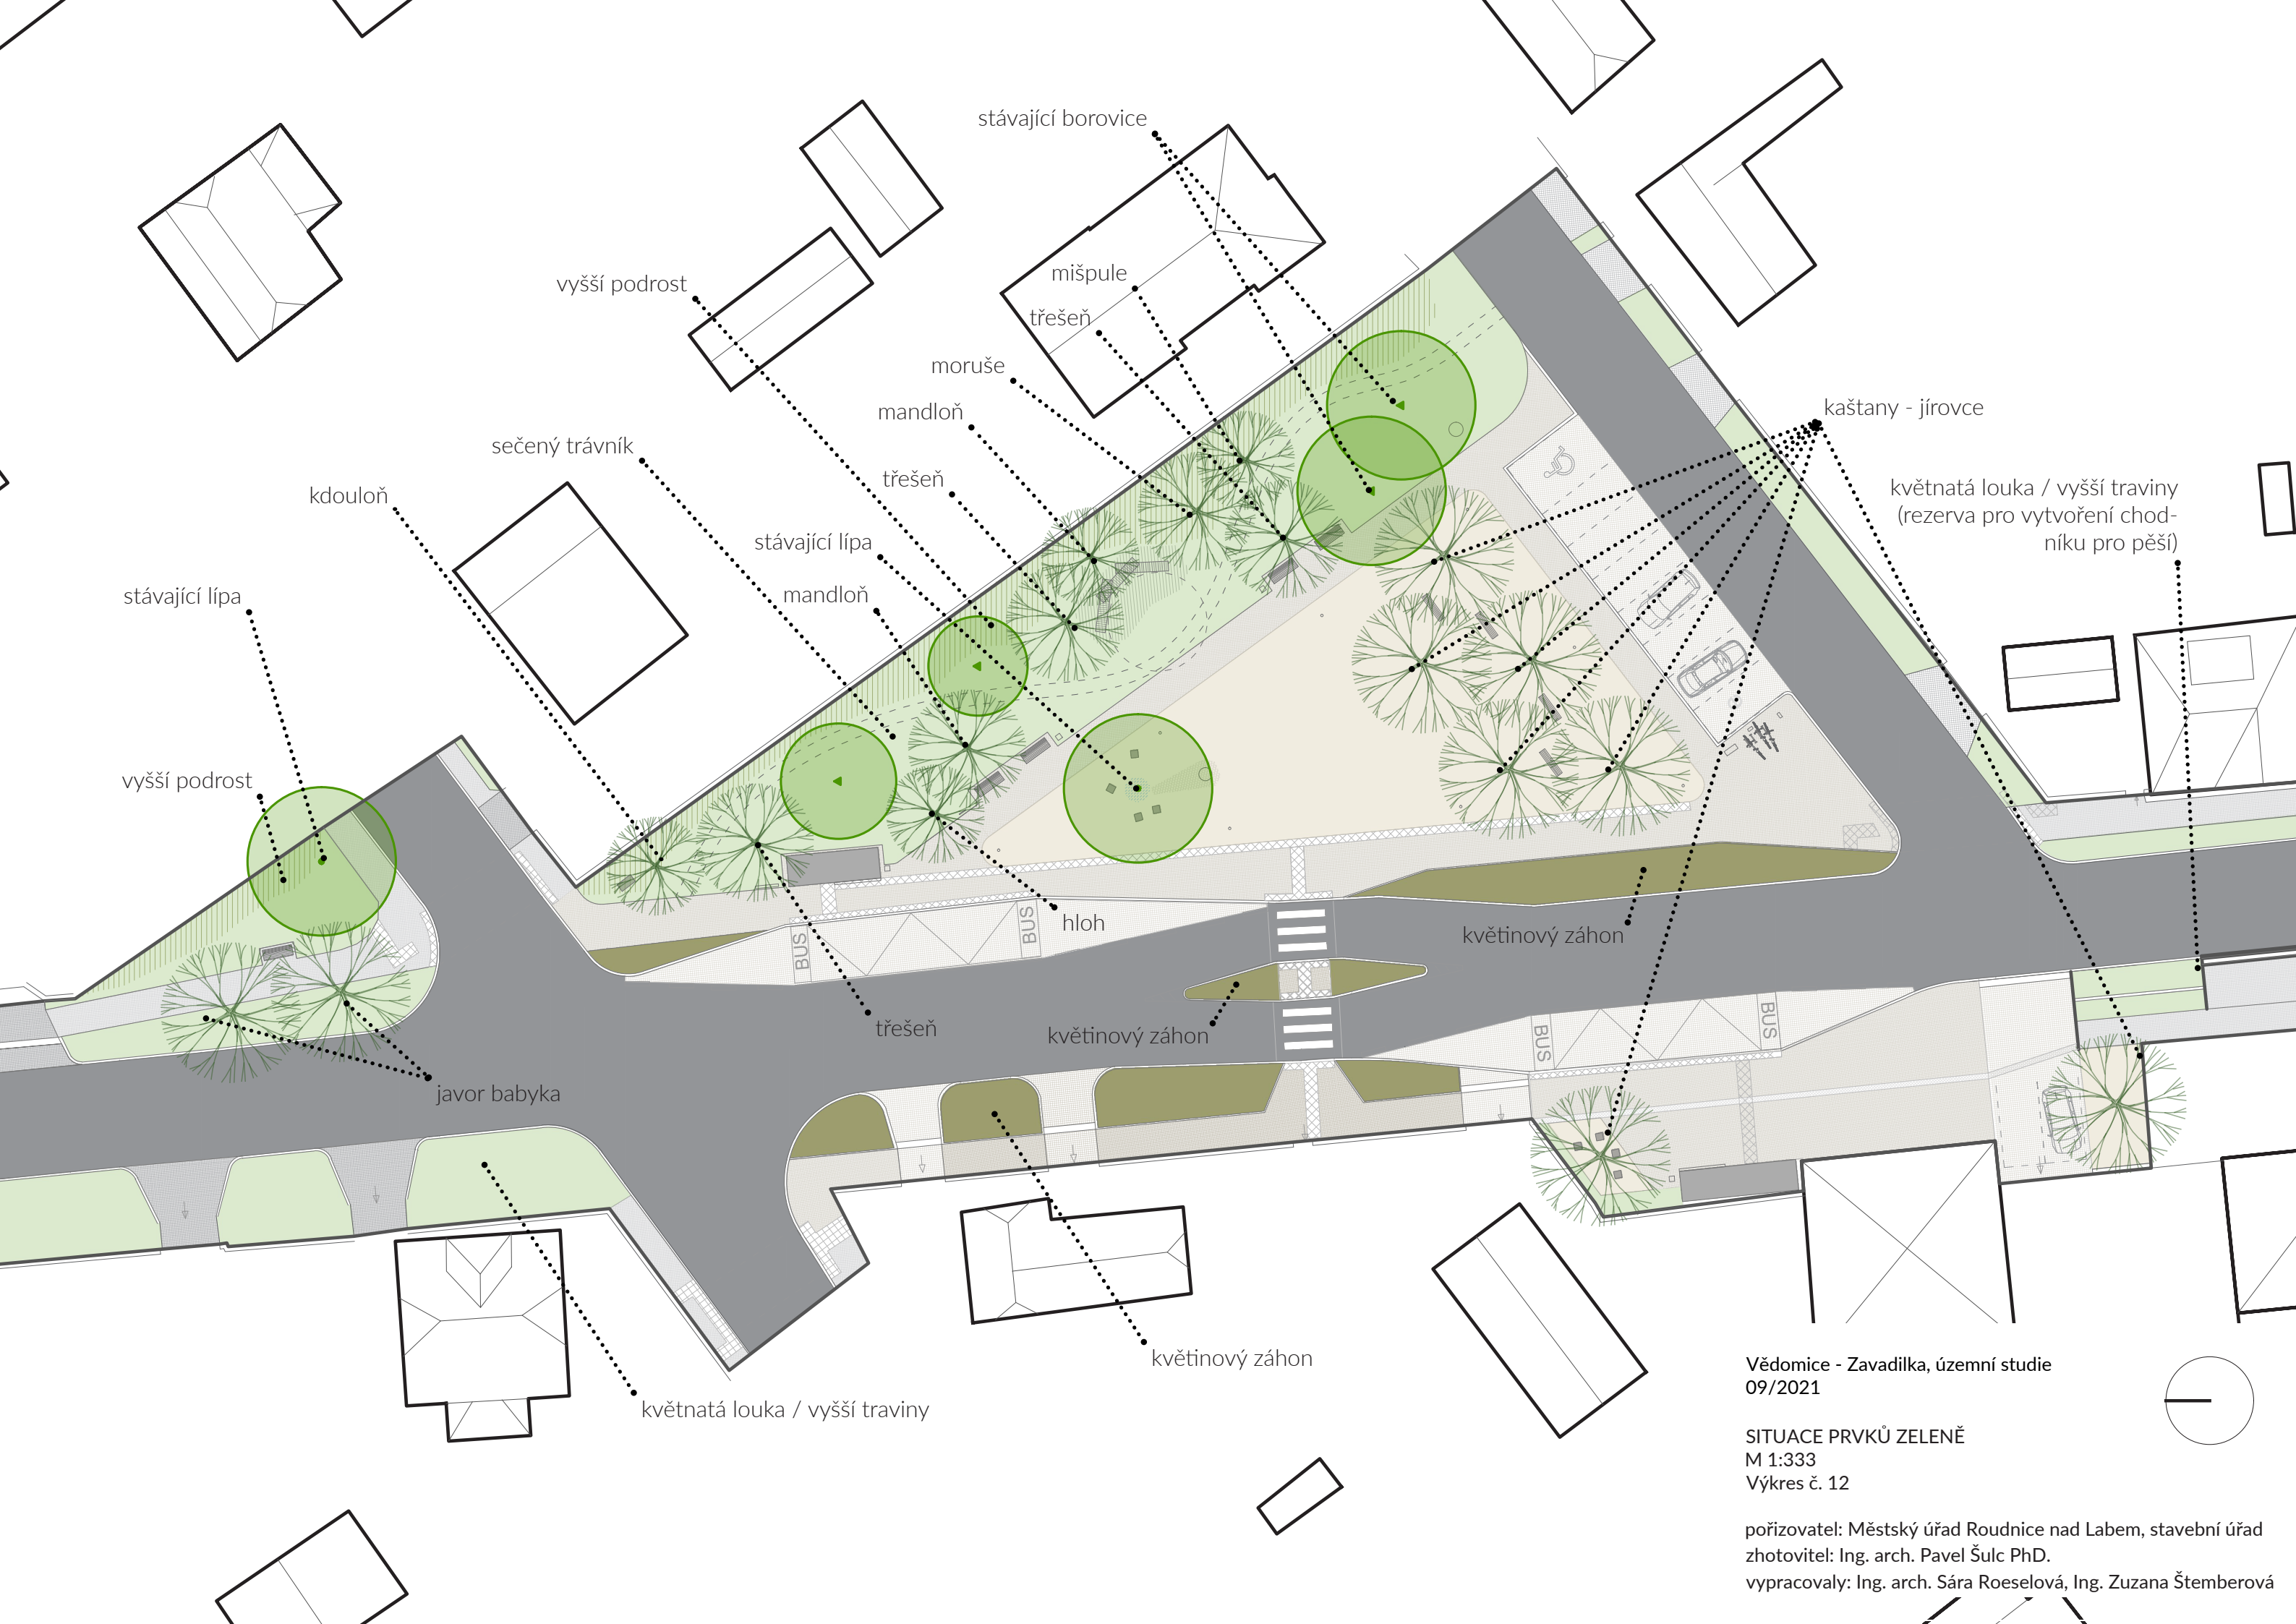 stávající borovice
mišpule
vyšší podrost
třešeň
moruše
mandloň
kaštany - jírovce
sečený trávník
třešeň
kdouloň
květnatá louka / vyšší traviny
(rezerva pro vytvoření chod-
níku pro pěší)
stávající lípa
mandloň
stávající lípa
vyšší podrost
hloh
BUS
BUS
květinový záhon
třešeň
květinový záhon
BUS
BUS
javor babyka
květinový záhon
květnatá louka / vyšší traviny
Vědomice - Zavadilka, územní studie
09/2021
SITUACE PRVKŮ ZELENĚ
M 1:333
Výkres č. 12
pořizovatel: Městský úřad Roudnice nad Labem, stavební úřad
zhotovitel: Ing. arch. Pavel Šulc PhD.
vypracovaly: Ing. arch. Sára Roeselová, Ing. Zuzana Štemberová